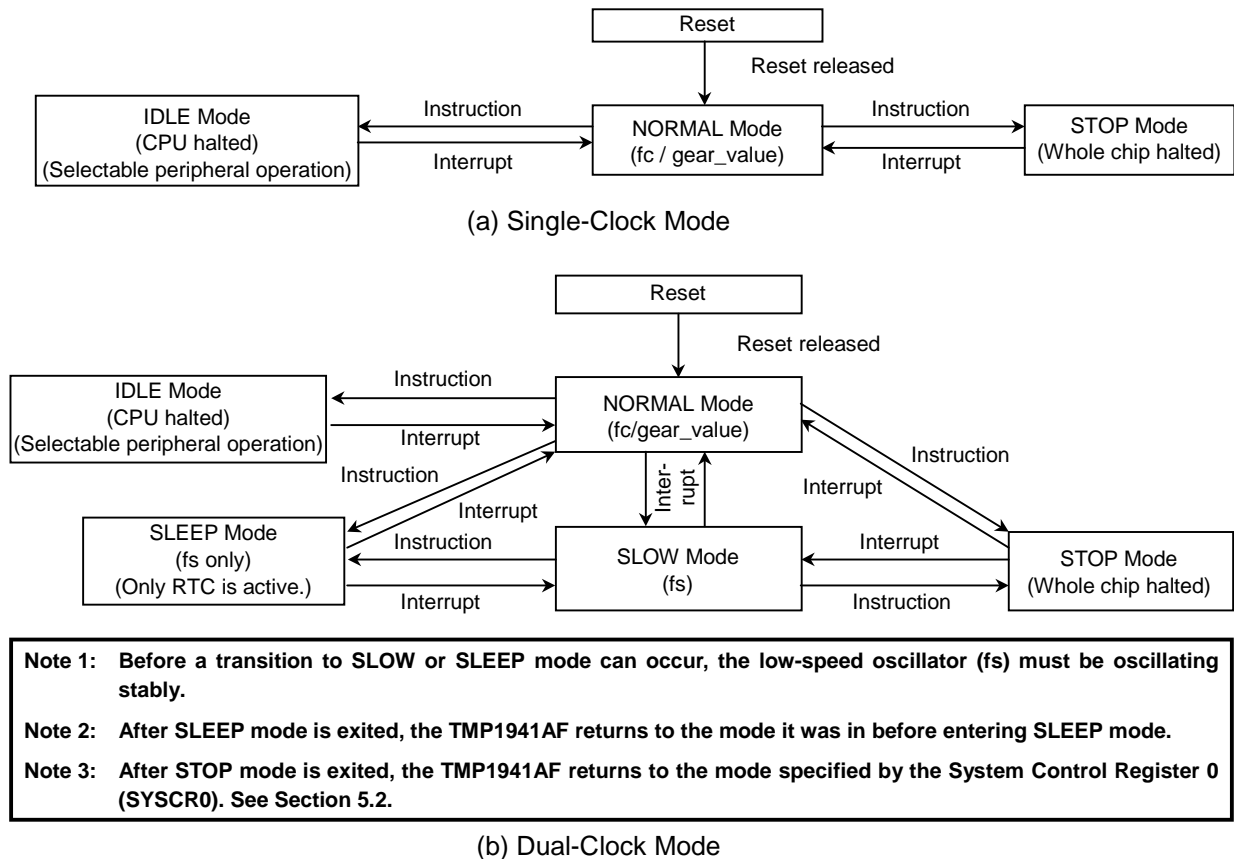 Reset
Reset released
IDLE Mode
(CPU halted)
(Selectable peripheral operation)
Instruction
Interrupt
NORMAL Mode
(fc / gear_value)
Instruction
Interrupt
STOP Mode
(Whole chip halted)
(a) Single-Clock Mode
Reset
Reset released
IDLE Mode
(CPU halted)
(Selectable peripheral operation)
Instruction
Interrupt
NORMAL Mode
(fc/gear_value)
Instruction
Interrupt
Inter-
rupt
Instruction
Interrupt
SLEEP Mode
(fs only)
(Only RTC is active.)
Instruction
Interrupt
SLOW Mode
(fs)
Interrupt
Instruction
STOP Mode
(Whole chip halted)
Note 1: Before a transition to SLOW or SLEEP mode can occur, the low-speed oscillator (fs) must be oscillating
stably.
Note 2: After SLEEP mode is exited, the TMP1941AF returns to the mode it was in before entering SLEEP mode.
Note 3: After STOP mode is exited, the TMP1941AF returns to the mode specified by the System Control Register 0
(SYSCR0). See Section 5.2.
(b) Dual-Clock Mode